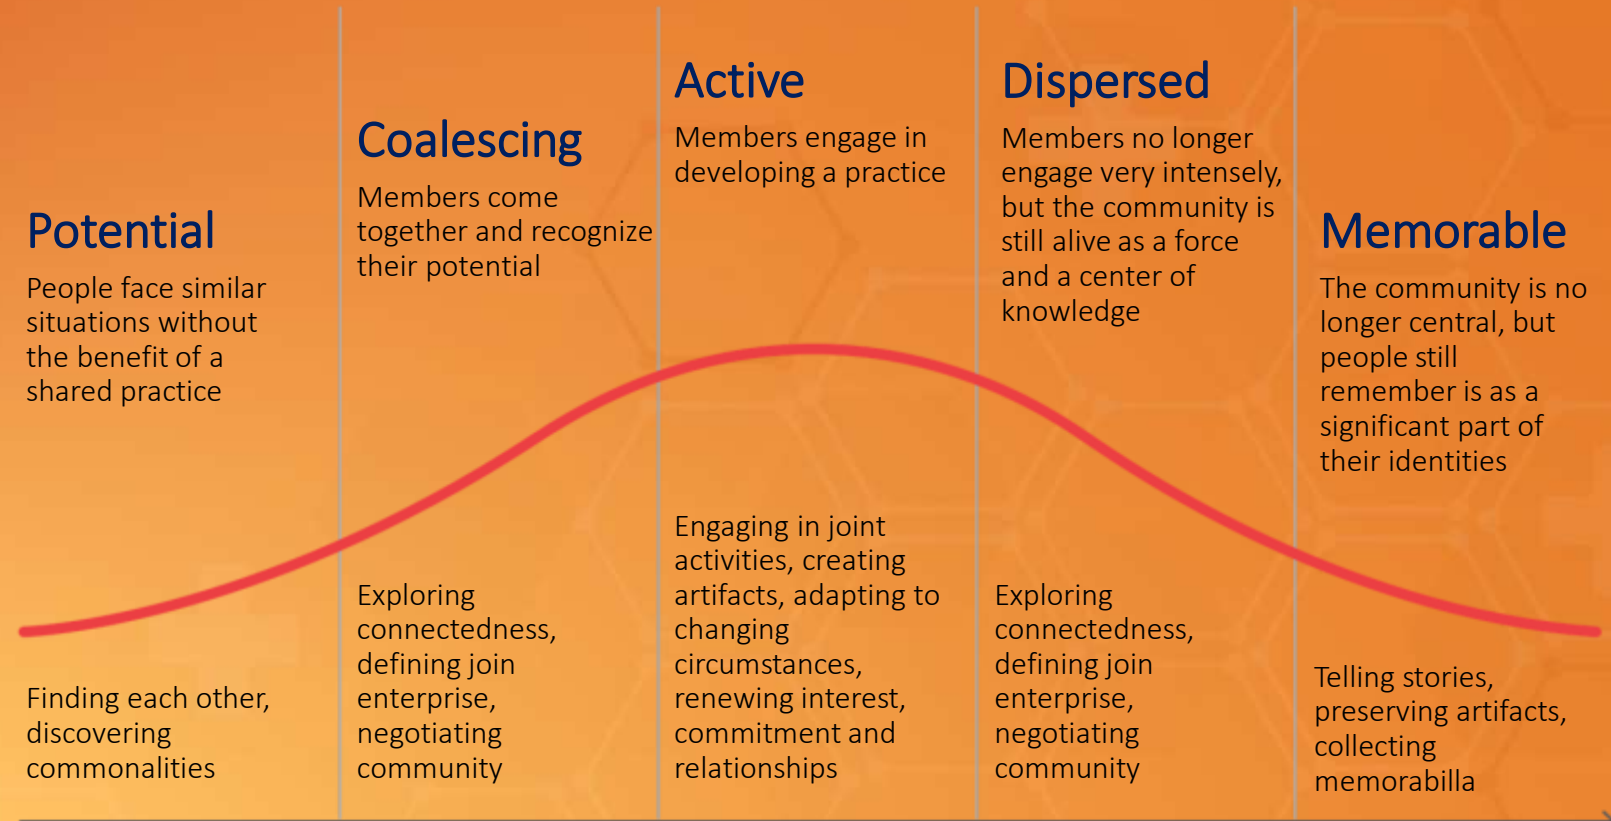 Potential
People face similar
situations without
the benefit of a
shared practice
Finding each other,
discovering
commonalities
Coalescing
Members come
together and recognize
their potential
Exploring
connectedness,
defining join
enterprise,
negotiating
community
Active
Members engage in
developing a practice
Engaging in joint
activities, creating
artifacts, adapting to
changing
circumstances,
renewing interest,
commitment and
relationships
Dispersed
Members no longer
engage very intensely,
but the community is
still alive as a force
and a center of
knowledge
Exploring
connectedness,
defining join
enterprise,
negotiating
community
Memorable
The community is no
longer central, but
people still
remember is as a
significant part of
their identities
Telling stories,
preserving artifacts,
collecting
memorabilla